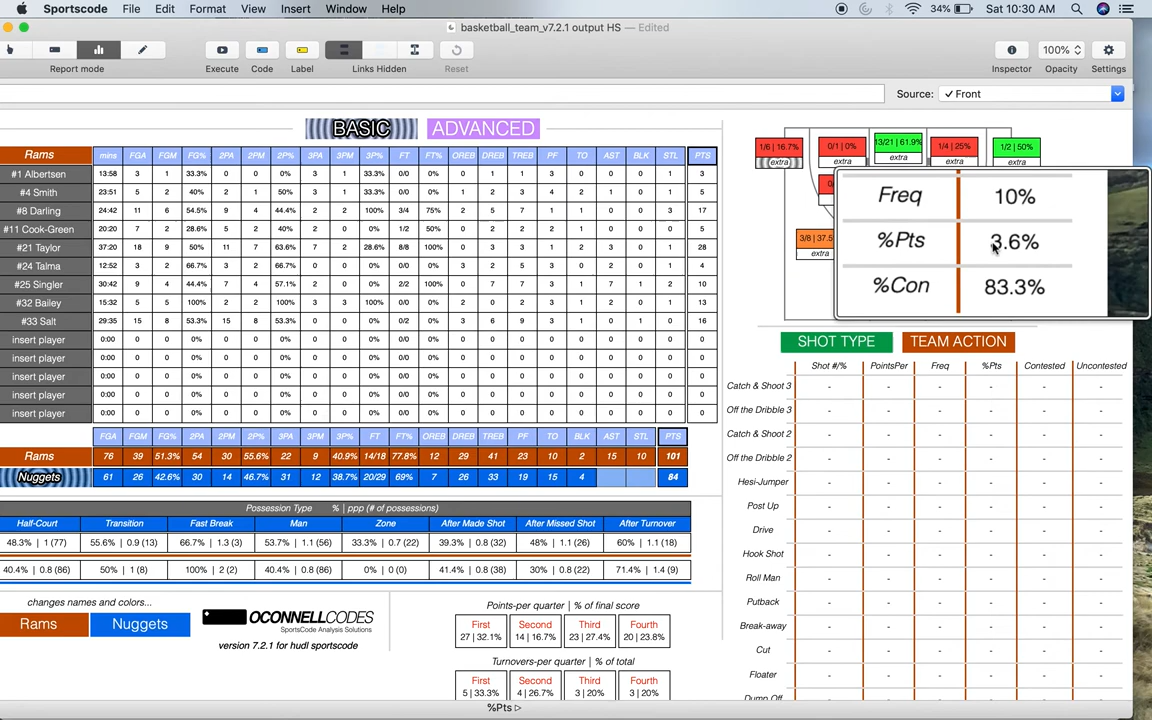 Sportscode File Edit Format View Insert Window Help 34% Sat 10:30 AM
basketball_team_v7.2.1 output HS — Edited
Report mode Execute Code Label Links Hidden Reset Inspector 100% Opacity Settings
Source: ✓ Front
BASIC ADVANCED
Rams mins FGA FGM FG% 2PA 2PM 2P% 3PA 3PM 3P% FT FT% OREB DREB TREB PF TO AST BLK STL PTS
#1 Albertsen 13:58 3 1 33.3% 0 0 0% 3 1 33.3% 0/0 0% 0 1 1 3 0 0 0 1 3
#4 Smith 23:51 5 2 40% 2 1 50% 3 1 33.3% 0/0 0% 1 2 3 4 2 1 0 1 5
#8 Darling 24:42 11 6 54.5% 9 4 44.4% 2 2 100% 3/4 75% 2 5 7 1 1 0 0 3 17
#11 Cook-Green 20:20 7 2 28.6% 5 2 40% 2 0 0% 1/2 50% 0 1 1 2 2 2 0 0 5
#21 Taylor 37:20 18 9 50% 11 7 63.6% 7 2 28.6% 8/8 100% 0 3 3 1 2 3 0 2 28
#24 Talma 12:52 3 2 66.7% 3 2 66.7% 0 0 0% 0/0 0% 2 1 3 2 0 1 0 1 4
#25 Singler 30:42 9 4 44.4% 7 4 57.1% 2 0 0% 2/2 100% 0 7 7 3 1 7 1 2 10
#32 Bailey 15:32 5 5 100% 2 2 100% 3 3 100% 0/0 0% 2 0 2 3 1 0 1 0 13
#33 Salt 29:35 15 8 53.3% 15 8 53.3% 0 0 0% 0/2 0% 3 6 9 3 1 0 1 0 16
insert player 0:00 0 0 0% 0 0 0% 0 0 0% 0/0 0% 0 0 0 0 0 0 0 0 0
insert player 0:00 0 0 0% 0 0 0% 0 0 0% 0/0 0% 0 0 0 0 0 0 0 0 0
insert player 0:00 0 0 0% 0 0 0% 0 0 0% 0/0 0% 0 0 0 0 0 0 0 0 0
insert player 0:00 0 0 0% 0 0 0% 0 0 0% 0/0 0% 0 0 0 0 0 0 0 0 0
insert player 0:00 0 0 0% 0 0 0% 0 0 0% 0/0 0% 0 0 0 0 0 0 0 0 0
FGA FGM FG% 2PA 2PM 2P% 3PA 3PM 3P% FT FT% OREB DREB TREB PF TO BLK AST STL PTS
Rams 76 39 51.3% 54 30 55.6% 22 9 40.9% 14/18 77.8% 12 29 41 23 10 2 15 10 101
Nuggets 61 26 42.6% 30 14 46.7% 31 12 38.7% 20/29 69% 7 26 33 19 15 4 84
Possession Type % | ppp (# of possessions)
Half-Court Transition Fast Break Man Zone After Made Shot After Missed Shot After Turnover
48.3% | 1 (77) 55.6% | 0.9 (13) 66.7% | 1.3 (3) 53.7% | 1.1 (56) 33.3% | 0.7 (22) 39.3% | 0.8 (32) 48% | 1.1 (26) 60% | 1.1 (18)
40.4% | 0.8 (86) 50% | 1 (8) 100% | 2 (2) 40.4% | 0.8 (86) 0% | 0 (0) 41.4% | 0.8 (38) 30% | 0.8 (22) 71.4% | 1.4 (9)
changes names and colors...
Rams Nuggets
OCONNELLCODES
SportsCode Analysis Solutions
version 7.2.1 for hudl sportscode
Points-per quarter | % of final score
First Second Third Fourth
27 | 32.1% 14 | 16.7% 23 | 27.4% 20 | 23.8%
Turnovers-per quarter | % of total
First Second Third Fourth
5 | 33.3% 4 | 26.7% 3 | 20% 3 | 20%
1/6 | 16.7% 0/1 | 0% 13/21 | 61.9% 1/4 | 25% 1/2 | 50%
extra extra extra extra extra
3/8 | 37.5
extra
Freq 10%
%Pts 3.6%
%Con 83.3%
SHOT TYPE TEAM ACTION
Shot #/% PointsPer Freq %Pts Contested Uncontested
Catch & Shoot 3 - - - - - -
Off the Dribble 3 - - - - - -
Catch & Shoot 2 - - - - - -
Off the Dribble 2 - - - - - -
Hesi-Jumper - - - - - -
Post Up - - - - - -
Drive - - - - - -
Hook Shot - - - - - -
Roll Man - - - - - -
Putback - - - - - -
Break-away - - - - - -
Cut - - - - - -
Floater - - - - - -
Dump Off - - - - - -
%Pts ▷